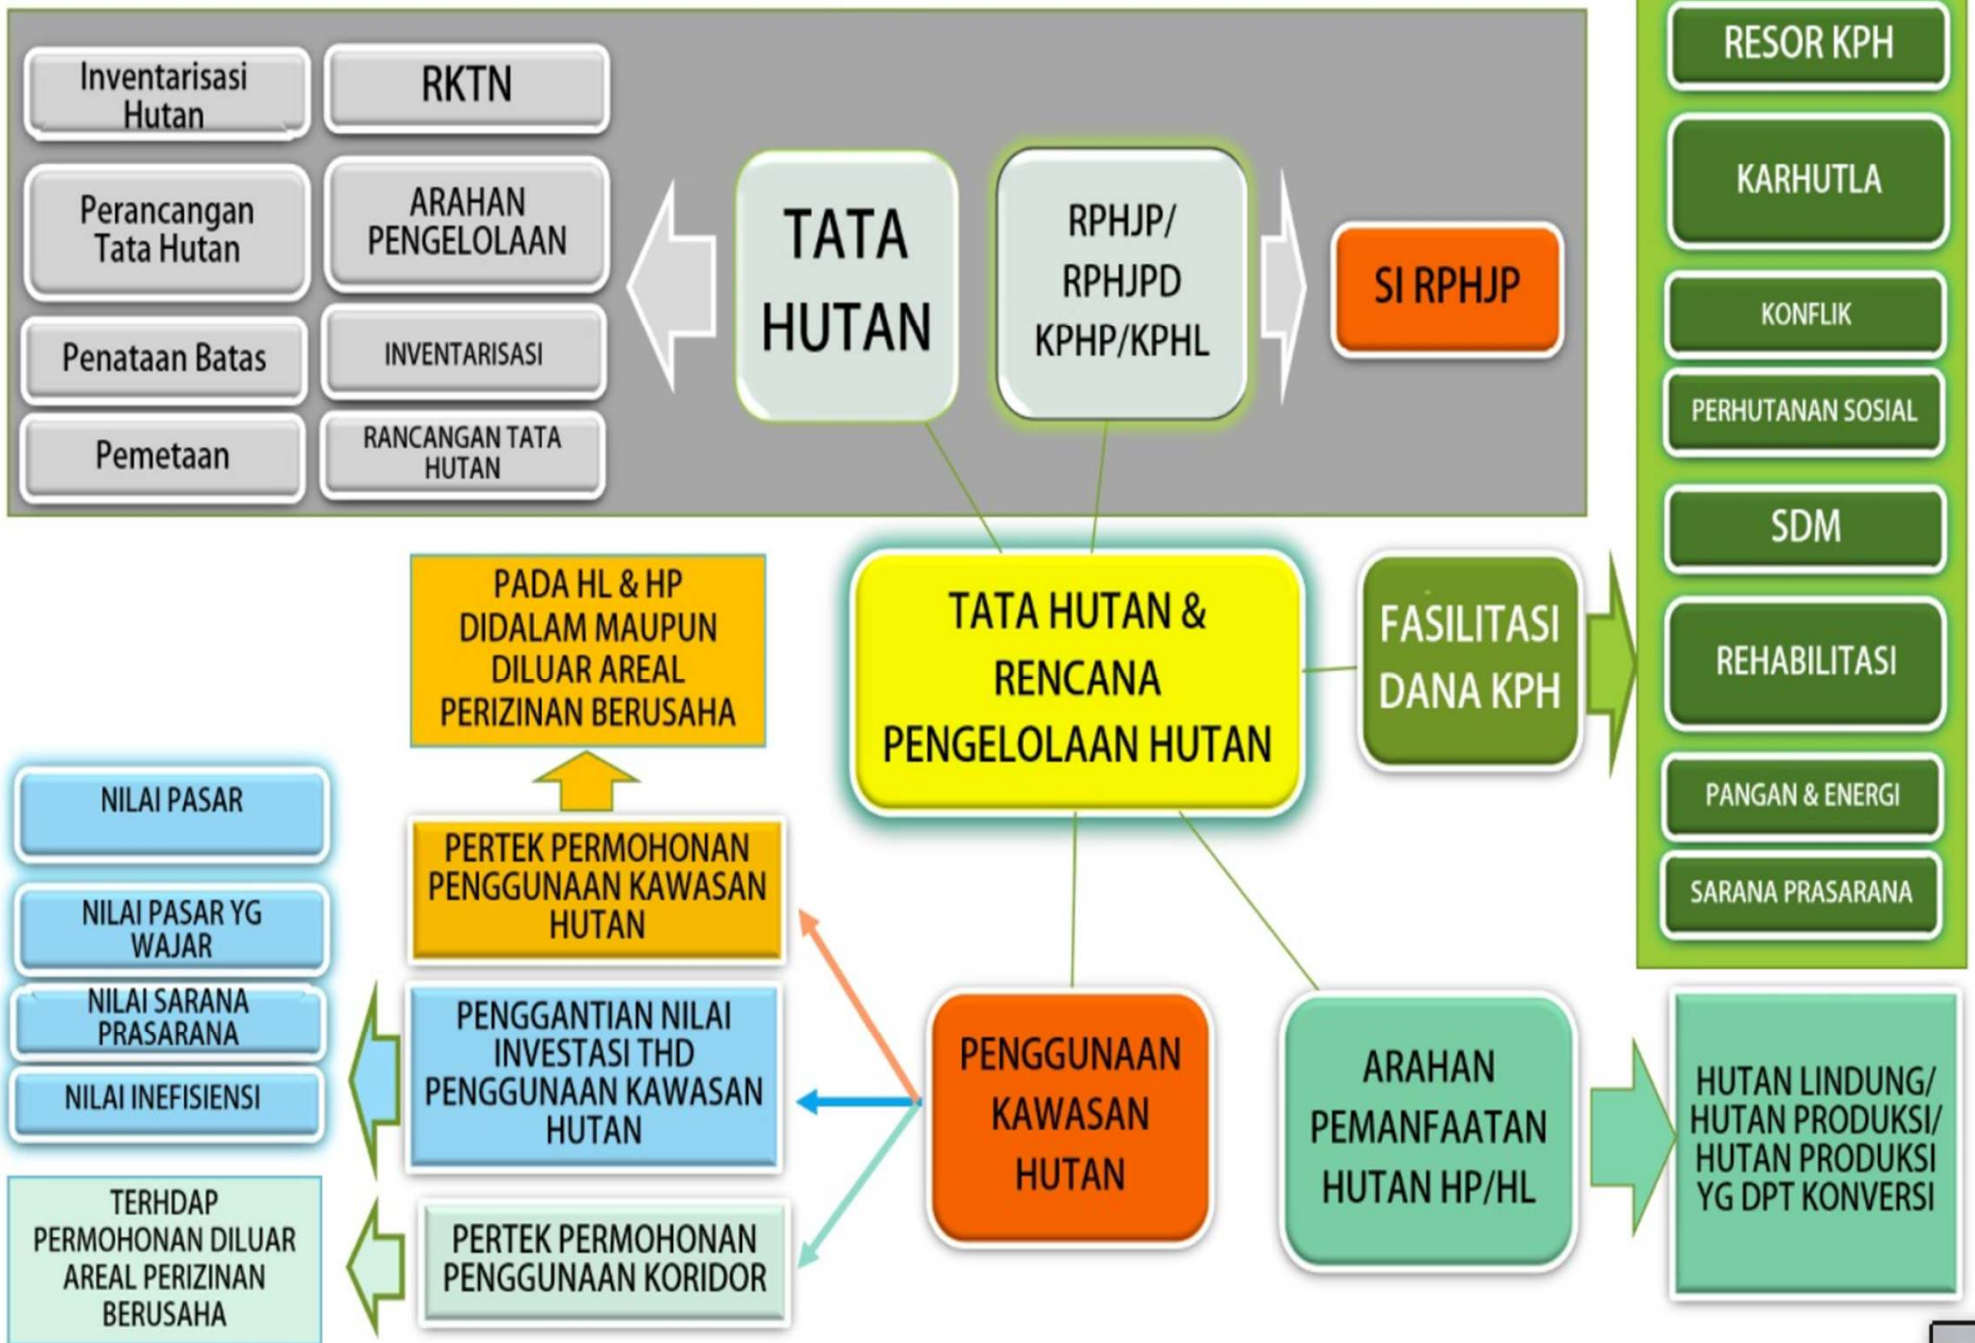 Inventarisasi
Hutan
RKTN
Perancangan
Tata Hutan
ARAHAN
PENGELOLAAN
Penataan Batas
INVENTARISASI
Pemetaan
RANCANGAN TATA
HUTAN
TATA
HUTAN
RPHJP/
RPHJPD
KPHP/KPHL
SI RPHJP
RESOR KPH
KARHUTLA
KONFLIK
PERHUTANAN SOSIAL
SDM
REHABILITASI
PANGAN & ENERGI
SARANA PRASARANA
PADA HL & HP
DIDALAM MAUPUN
DILUAR AREAL
PERIZINAN BERUSAHA
TATA HUTAN &
RENCANA
PENGELOLAAN HUTAN
FASILITASI
DANA KPH
NILAI PASAR
NILAI PASAR YG
WAJAR
NILAI SARANA
PRASARANA
NILAI INEFISIENSI
PERTEK PERMOHONAN
PENGGUNAAN KAWASAN
HUTAN
PENGGANTIAN NILAI
INVESTASI THD
PENGGUNAAN KAWASAN
HUTAN
PENGGUNAAN
KAWASAN
HUTAN
ARAHAN
PEMANFAATAN
HUTAN HP/HL
HUTAN LINDUNG/
HUTAN PRODUKSI/
HUTAN PRODUKSI
YG DPT KONVERSI
TERHDAP
PERMOHONAN DILUAR
AREAL PERIZINAN
BERUSAHA
PERTEK PERMOHONAN
PENGGUNAAN KORIDOR